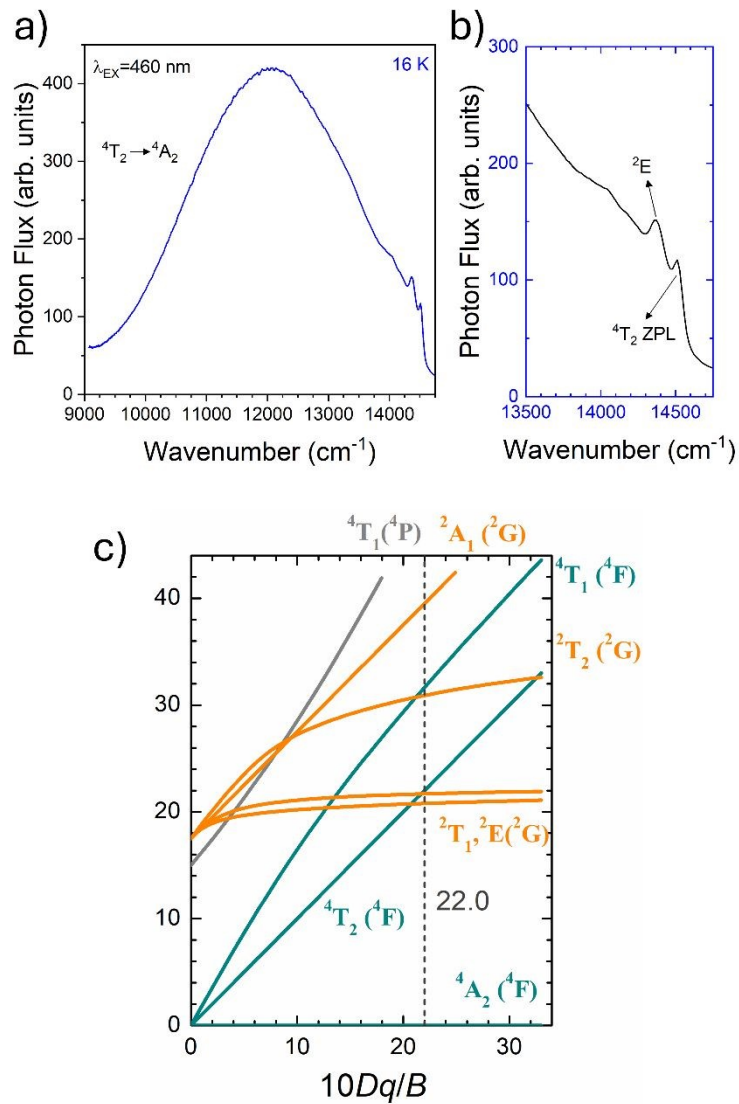 a)
λEX=460 nm
16 K
⁴T₂→⁴A₂
400
300
200
100
0
Photon Flux (arb. units)
9000 10000 11000 12000 13000 14000
Wavenumber (cm⁻¹)
b)
300
200
100
0
Photon Flux (arb. units)
²E
⁴T₂ ZPL
13500 14000 14500
Wavenumber (cm⁻¹)
c)
⁴T₁(⁴P) ²A₁ (²G)
⁴T₁ (⁴F)
²T₂ (²G)
²T₁,²E(²G)
⁴T₂ (⁴F)
22.0
⁴A₂ (⁴F)
40
30
20
10
0
0 10 20 30
10Dq/B